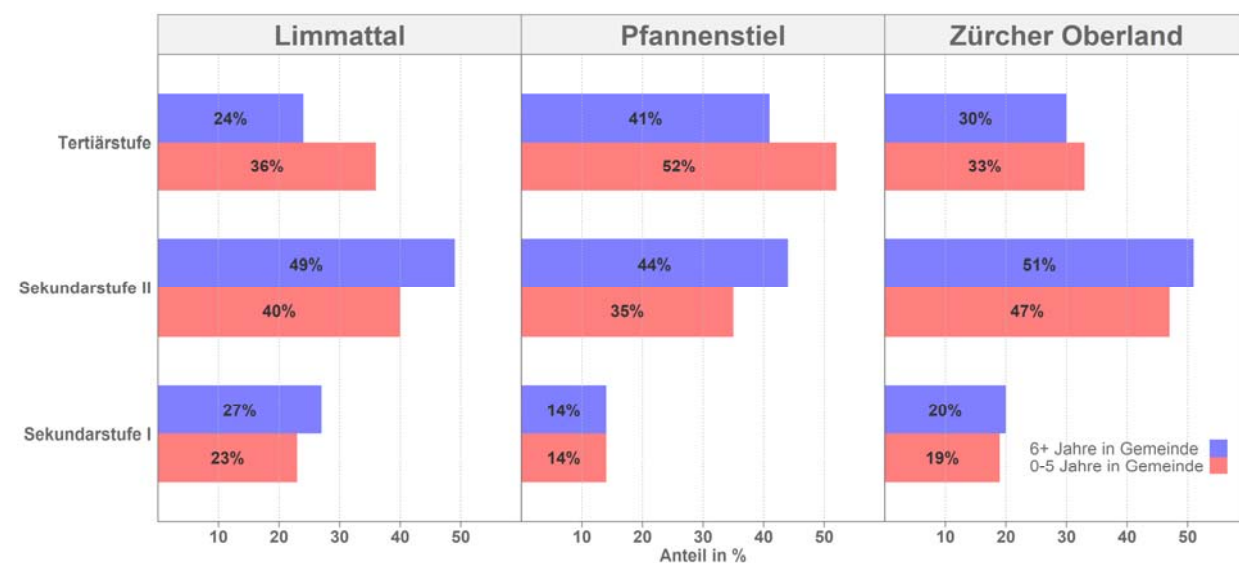 Limmattal
Pfannenstiel
Zürcher Oberland
Tertiärstufe
24%
36%
41%
52%
30%
33%
Sekundarstufe II
49%
40%
44%
35%
51%
47%
Sekundarstufe I
27%
23%
14%
14%
20%
19%
6+ Jahre in Gemeinde
0-5 Jahre in Gemeinde
10 20 30 40 50
10 20 30 40 50
10 20 30 40 50
Anteil in %